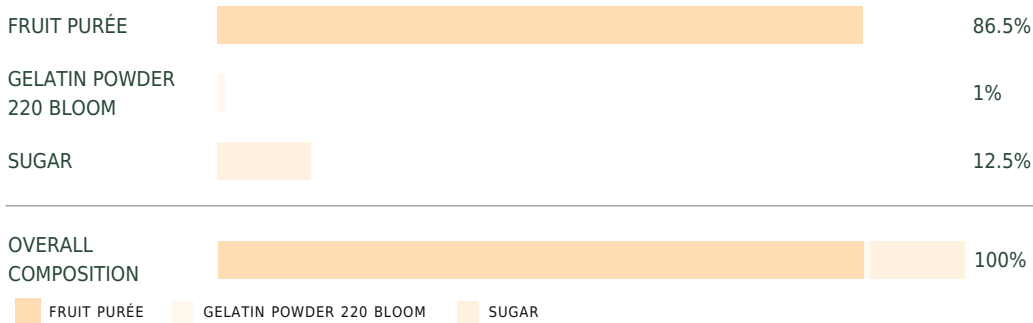 FRUIT PURÉE 86.5%
GELATIN POWDER
220 BLOOM 1%
SUGAR 12.5%
OVERALL
COMPOSITION 100%
FRUIT PURÉE GELATIN POWDER 220 BLOOM SUGAR